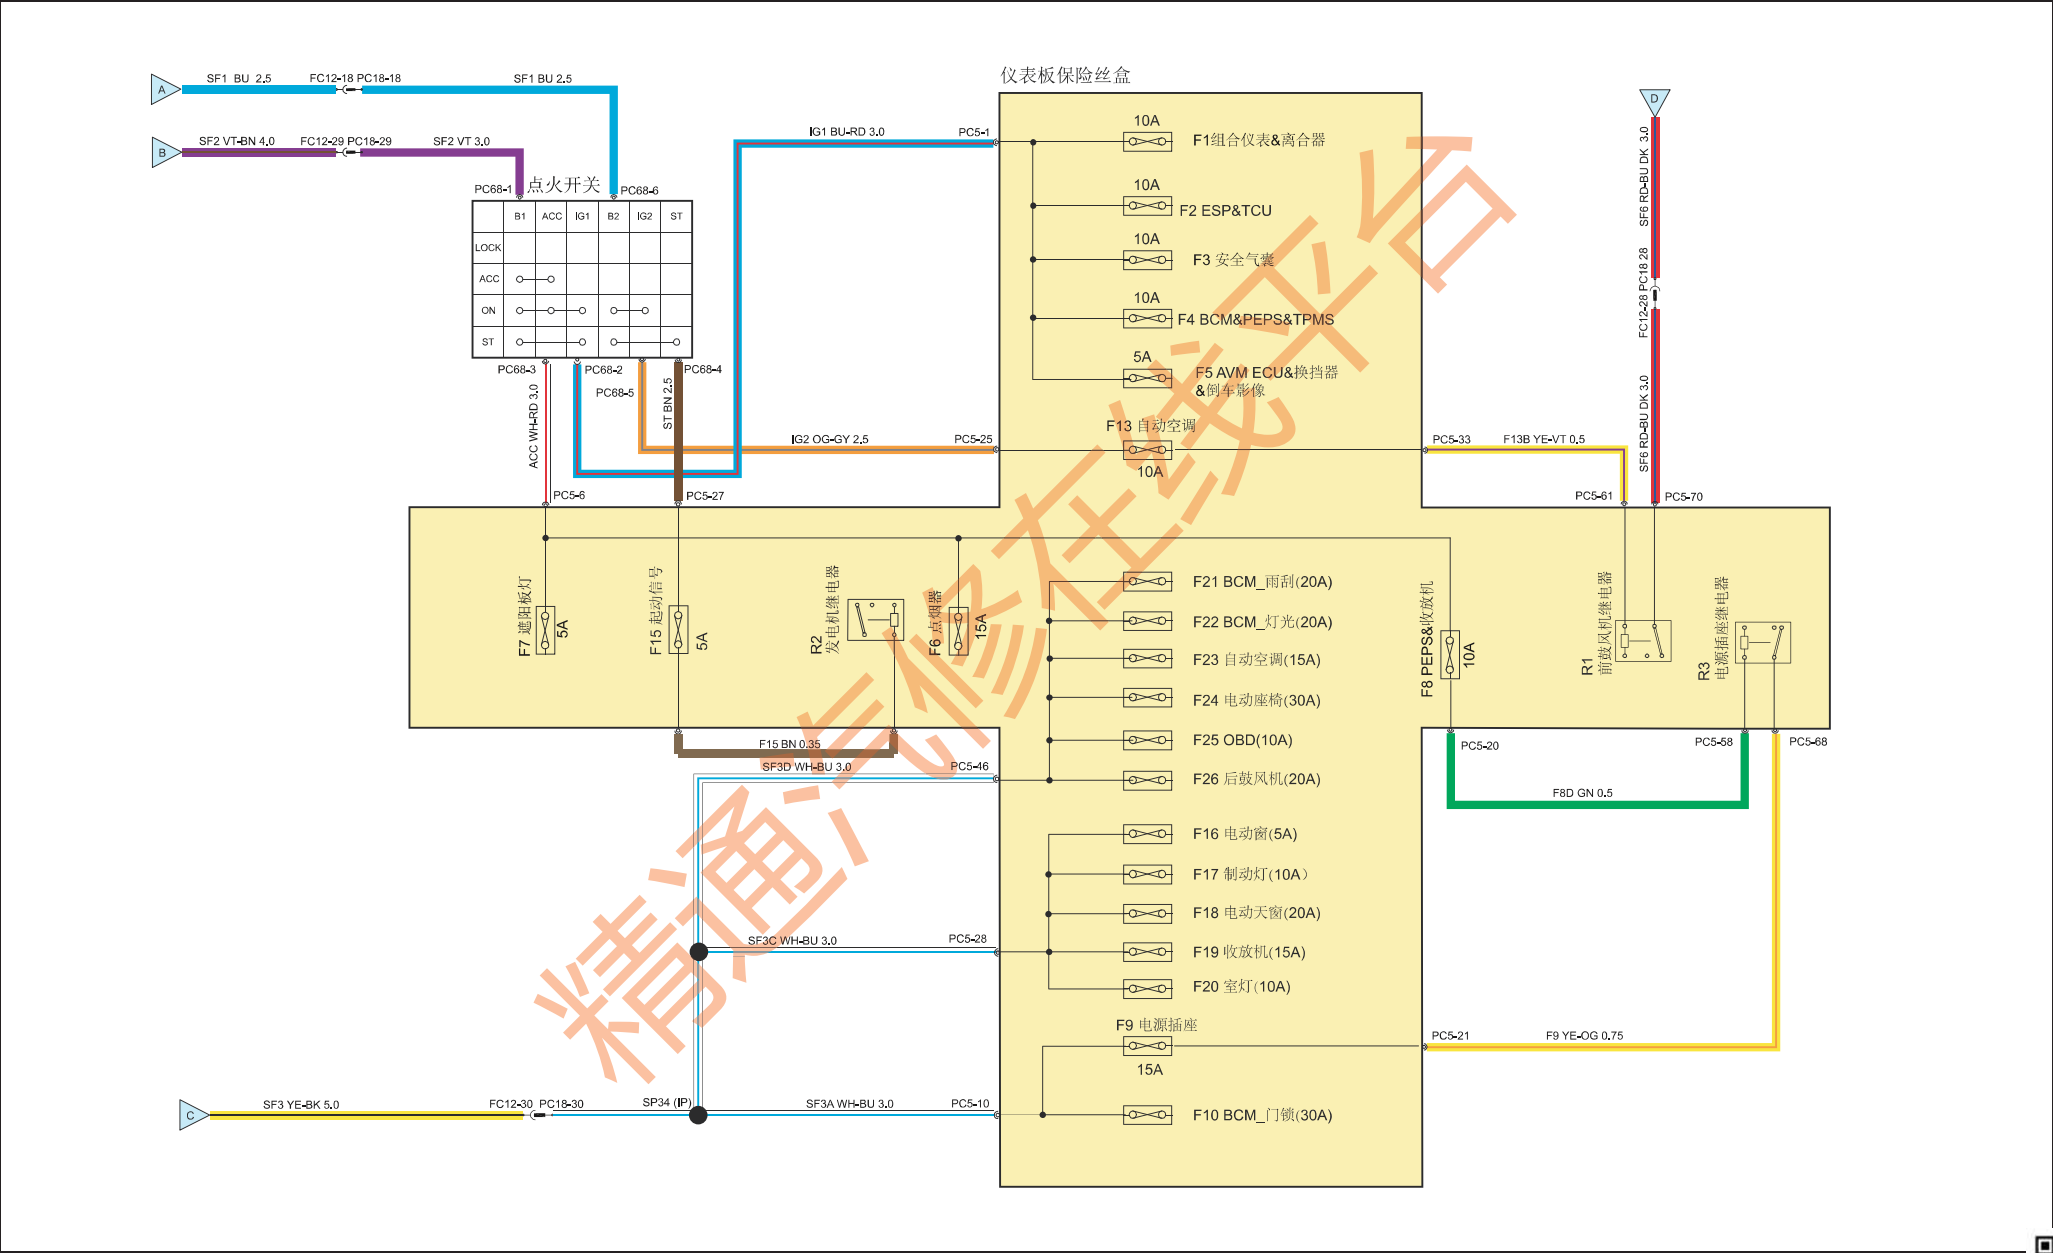 仪表板保险丝盒
A
SF1 BU 2.5
FC12-18 PC18-18
SF1 BU 2.5
B
SF2 VT-BN 4.0
FC12-29 PC18-29
SF2 VT 3.0
PC68-1
点火开关
PC68-6
B1 ACC IG1 B2 IG2 ST
LOCK
ACC
ON
ST
PC68-3
PC68-2
PC68-5
PC68-4
ACC WH-RD 3.0
ST BN 2.5
IG1 BU-RD 3.0
PC5-1
IG2 OG-GY 2.5
PC5-25
PC5-6
PC5-27
10A
F1组合仪表&离合器
10A
F2 ESP&TCU
10A
F3 安全气囊
10A
F4 BCM&PEPS&TPMS
5A
F5 AVM ECU&换挡器
&倒车影像
F13 自动空调
10A
PC5-33
F13B YE-VT 0.5
PC5-61
PC5-70
D
SF6 RD-BU DK 3.0
FC12-28 PC18 28
SF6 RD-BU DK 3.0
F7 遮阳板灯
5A
F15 起动信号
5A
R2
发电机继电器
F6 点烟器
15A
F21 BCM_雨刮(20A)
F22 BCM_灯光(20A)
F23 自动空调(15A)
F24 电动座椅(30A)
F25 OBD(10A)
F26 后鼓风机(20A)
F8 PEPS&收放机
10A
R1
前鼓风机继电器
R3
电源插座继电器
F15 BN 0.35
SF3D WH-BU 3.0
PC5-46
PC5-20
PC5-58
PC5-68
F8D GN 0.5
F16 电动窗(5A)
F17 制动灯(10A）
F18 电动天窗(20A)
F19 收放机(15A)
F20 室灯(10A)
SF3C WH-BU 3.0
PC5-28
F9 电源插座
15A
PC5-21
F9 YE-OG 0.75
C
SF3 YE-BK 5.0
FC12-30 PC18-30
SP34 (IP)
SF3A WH-BU 3.0
PC5-10
F10 BCM_门锁(30A)
精通汽修在线平台